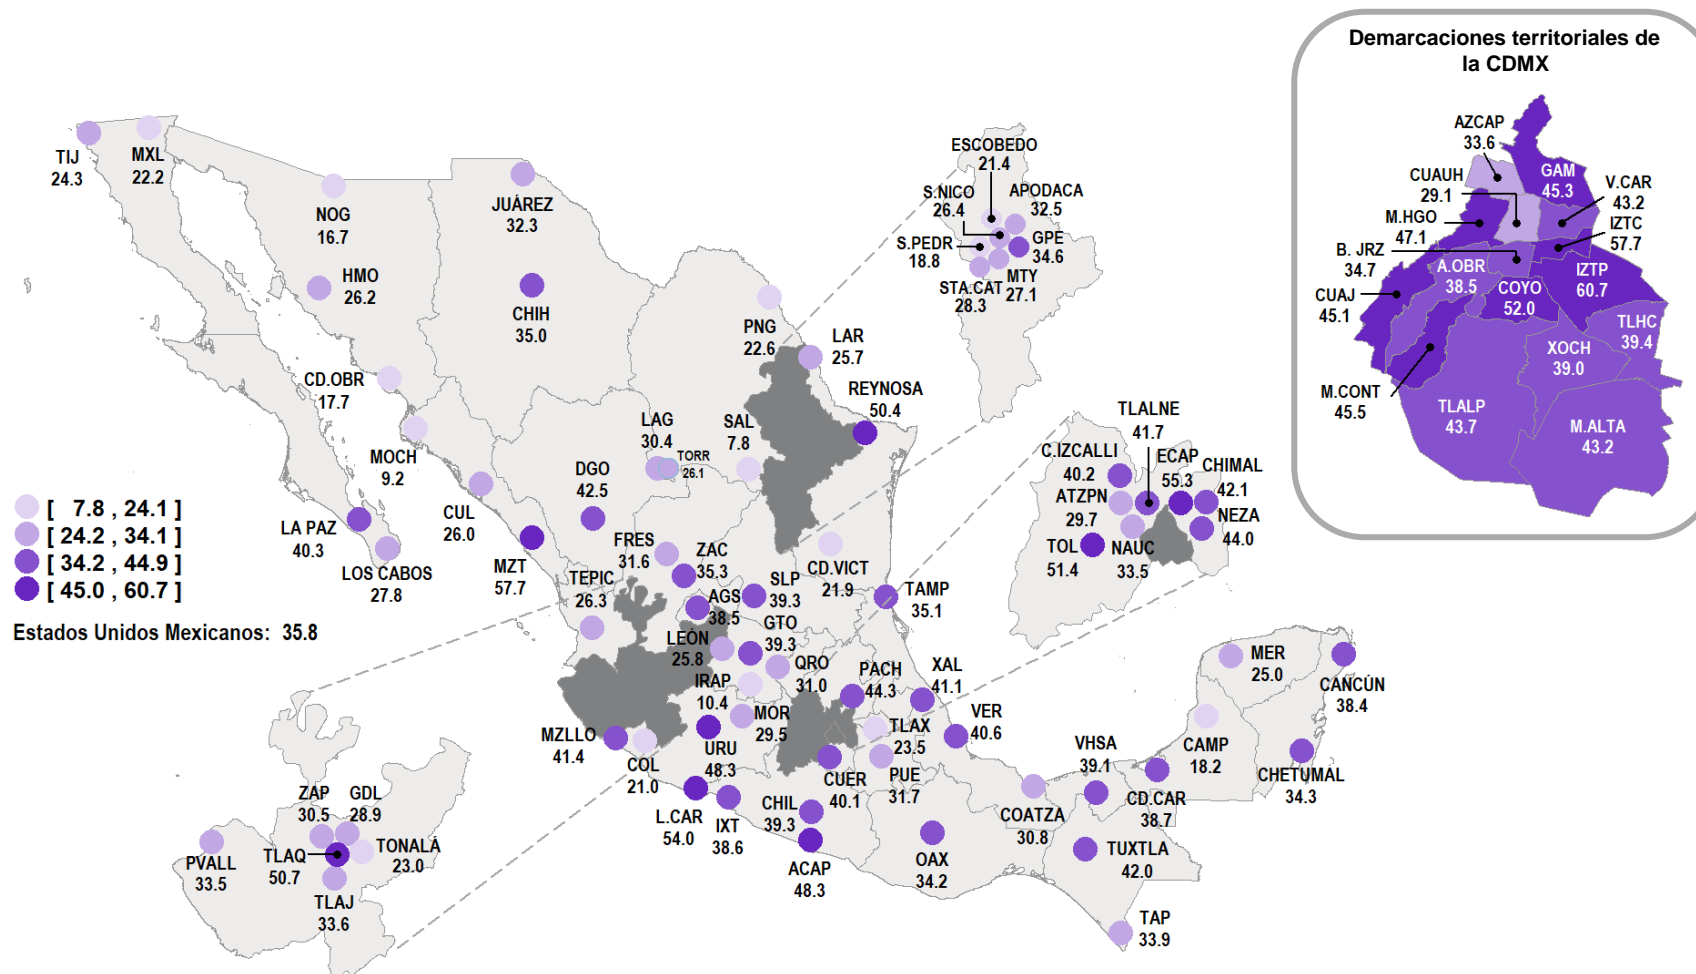 Demarcaciones territoriales de
la CDMX
AZCAP
33.6
CUAUH
29.1
GAM
45.3
V.CAR
43.2
M.HGO
47.1
IZTC
57.7
B. JRZ
34.7
A.OBR
38.5
COYO
52.0
IZTP
60.7
CUAJ
45.1
TLHC
39.4
XOCH
39.0
M.CONT
45.5
TLALP
43.7
M.ALTA
43.2
TIJ
24.3
MXL
22.2
NOG
16.7
HMO
26.2
JUÁREZ
32.3
CHIH
35.0
CD.OBR
17.7
MOCH
9.2
LA PAZ
40.3
LOS CABOS
27.8
CUL
26.0
MZT
57.7
DGO
42.5
LAG
30.4
TORR
26.1
SAL
7.8
PNG
22.6
LAR
25.7
REYNOSA
50.4
ESCOBEDO
21.4
S.NICO
26.4
APODACA
32.5
S.PEDR
18.8
GPE
34.6
MTY
27.1
STA.CAT
28.3
FRES
31.6
ZAC
35.3
TEPIC
26.3
AGS
38.5
SLP
39.3
CD.VICT
21.9
TAMP
35.1
LEÓN
25.8
GTO
39.3
IRAP
10.4
QRO
31.0
PACH
44.3
XAL
41.1
VER
40.6
MOR
29.5
URU
48.3
MZLLO
41.4
COL
21.0
L.CAR
54.0
IXT
38.6
CHIL
39.3
ACAP
48.3
CUER
40.1
TLAX
23.5
PUE
31.7
OAX
34.2
COATZA
30.8
VHSA
39.1
CD.CAR
38.7
TUXTLA
42.0
TAP
33.9
CAMP
18.2
MER
25.0
CANCÚN
38.4
CHETUMAL
34.3
TLALNE
41.7
C.IZCALLI
40.2
ECAP
55.3
CHIMAL
42.1
ATZPN
29.7
NEZA
44.0
TOL
51.4
NAUC
33.5
ZAP
30.5
GDL
28.9
PVALL
33.5
TLAQ
50.7
TONALÁ
23.0
TLAJ
33.6
[ 7.8 , 24.1 ]
[ 24.2 , 34.1 ]
[ 34.2 , 44.9 ]
[ 45.0 , 60.7 ]
Estados Unidos Mexicanos: 35.8